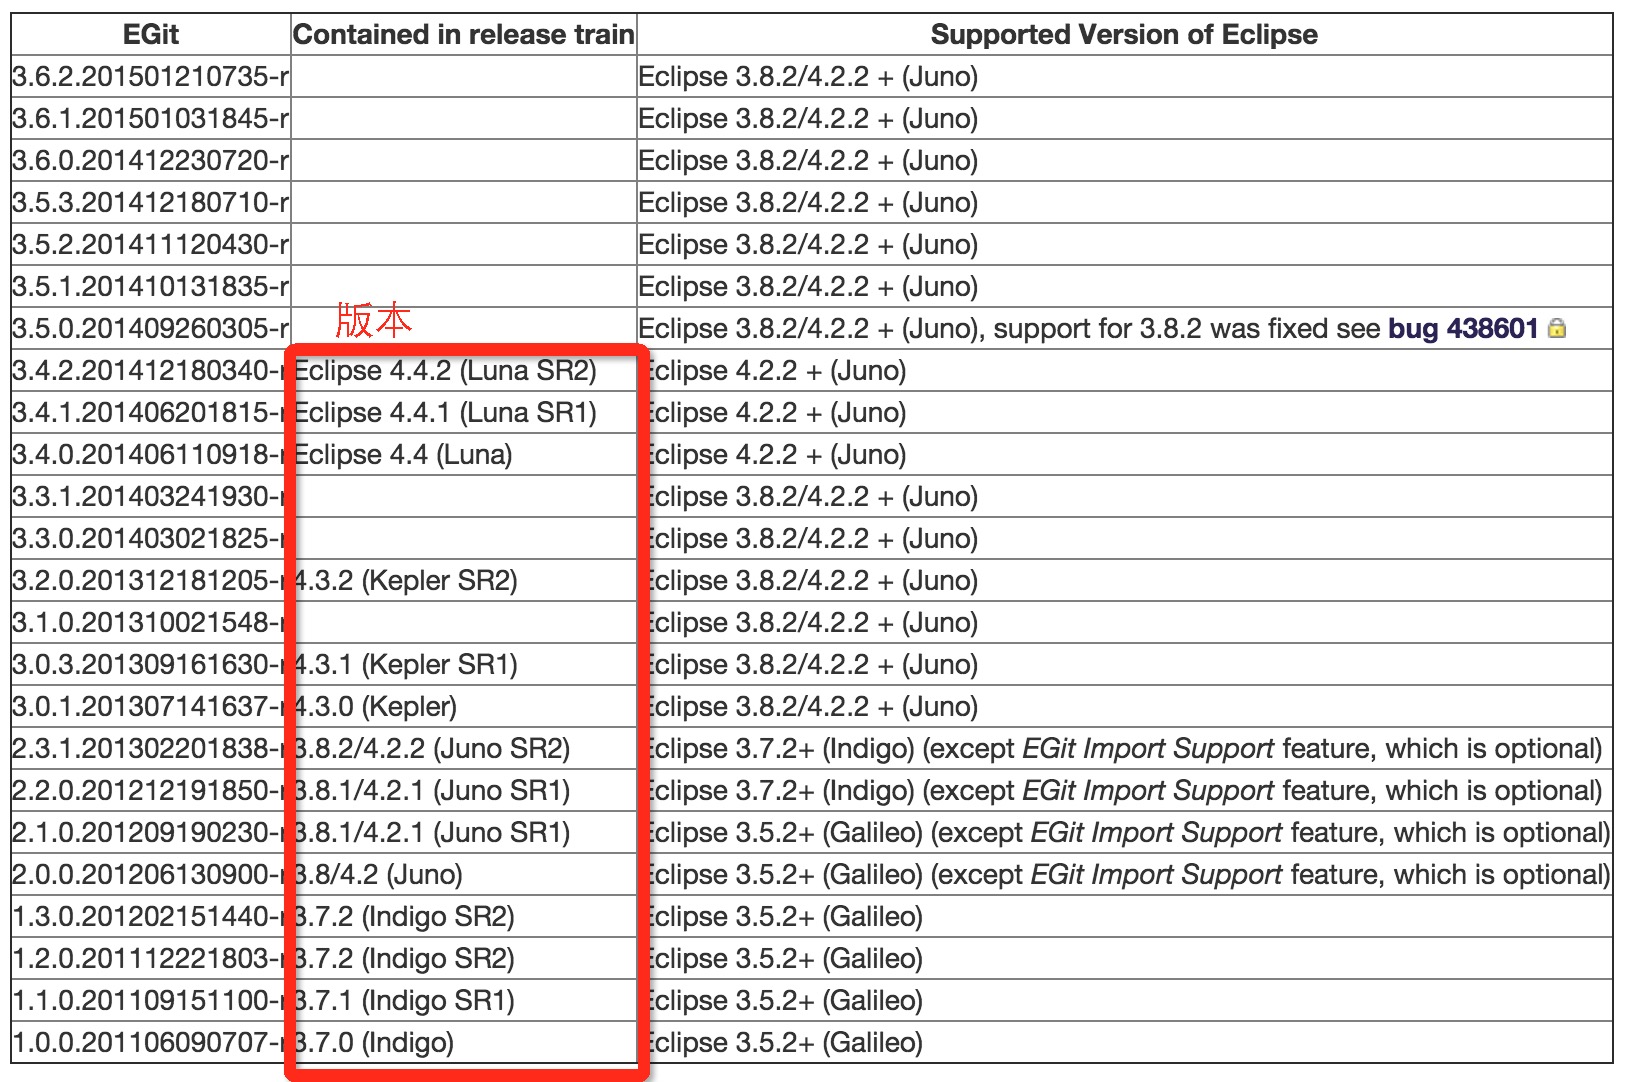 EGit Contained in release train Supported Version of Eclipse
3.6.2.201501210735-r Eclipse 3.8.2/4.2.2 + (Juno)
3.6.1.201501031845-r Eclipse 3.8.2/4.2.2 + (Juno)
3.6.0.201412230720-r Eclipse 3.8.2/4.2.2 + (Juno)
3.5.3.201412180710-r Eclipse 3.8.2/4.2.2 + (Juno)
3.5.2.201411120430-r Eclipse 3.8.2/4.2.2 + (Juno)
3.5.1.201410131835-r Eclipse 3.8.2/4.2.2 + (Juno)
3.5.0.201409260305-r 版本 Eclipse 3.8.2/4.2.2 + (Juno), support for 3.8.2 was fixed see bug 438601
3.4.2.201412180340-r Eclipse 4.4.2 (Luna SR2) Eclipse 4.2.2 + (Juno)
3.4.1.201406201815-r Eclipse 4.4.1 (Luna SR1) Eclipse 4.2.2 + (Juno)
3.4.0.201406110918-r Eclipse 4.4 (Luna) Eclipse 4.2.2 + (Juno)
3.3.1.201403241930-r Eclipse 3.8.2/4.2.2 + (Juno)
3.3.0.201403021825-r Eclipse 3.8.2/4.2.2 + (Juno)
3.2.0.201312181205-r 4.3.2 (Kepler SR2) Eclipse 3.8.2/4.2.2 + (Juno)
3.1.0.201310021548-r Eclipse 3.8.2/4.2.2 + (Juno)
3.0.3.201309161630-r 4.3.1 (Kepler SR1) Eclipse 3.8.2/4.2.2 + (Juno)
3.0.1.201307141637-r 4.3.0 (Kepler) Eclipse 3.8.2/4.2.2 + (Juno)
2.3.1.201302201838-r 3.8.2/4.2.2 (Juno SR2) Eclipse 3.7.2+ (Indigo) (except EGit Import Support feature, which is optional)
2.2.0.201212191850-r 3.8.1/4.2.1 (Juno SR1) Eclipse 3.7.2+ (Indigo) (except EGit Import Support feature, which is optional)
2.1.0.201209190230-r 3.8.1/4.2.1 (Juno SR1) Eclipse 3.5.2+ (Galileo) (except EGit Import Support feature, which is optional)
2.0.0.201206130900-r 3.8/4.2 (Juno) Eclipse 3.5.2+ (Galileo) (except EGit Import Support feature, which is optional)
1.3.0.201202151440-r 3.7.2 (Indigo SR2) Eclipse 3.5.2+ (Galileo)
1.2.0.201112221803-r 3.7.2 (Indigo SR2) Eclipse 3.5.2+ (Galileo)
1.1.0.201109151100-r 3.7.1 (Indigo SR1) Eclipse 3.5.2+ (Galileo)
1.0.0.201106090707-r 3.7.0 (Indigo) Eclipse 3.5.2+ (Galileo)